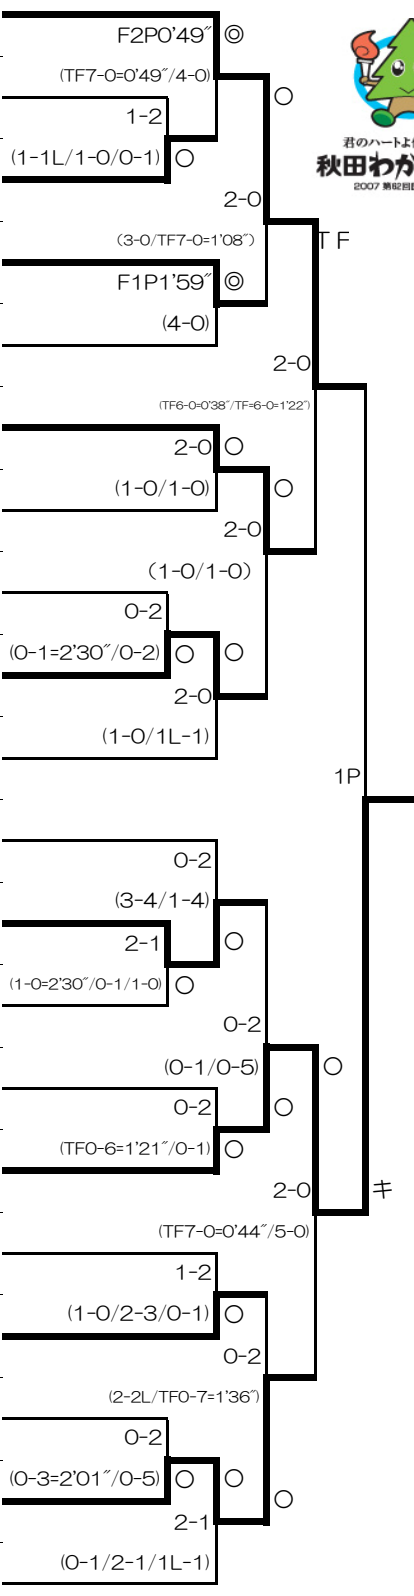 F2P0'49" ◎
(TF7-0=0'49"/4-0)
○
1-2
君のハートよ
(1-1L/1-0/0-1) ○
秋田わか
2007 第62回
2-0
(3-0/TF7-0=1'08")
TF
F1P1'59" ◎
(4-0)
2-0
(TF6-0=0'38"/TF=6-0=1'22")
2-0 ○
(1-0/1-0) ○
2-0
(1-0/1-0)
0-2
(0-1=2'30"/0-2) ○ ○
2-0
(1-0/1L-1)
1P
0-2
(3-4/1-4)
2-1 ○
(1-0=2'30"/0-1/1-0) ○
0-2
(0-1/0-5) ○
0-2 ○
(TF0-6=1'21"/0-1) ○
2-0 キ
(TF7-0=0'44"/5-0)
1-2
(1-0/2-3/0-1) ○
0-2
(2-2L/TF0-7=1'36")
0-2
(0-3=2'01"/0-5) ○ ○
○
2-1
(0-1/2-1/1L-1)